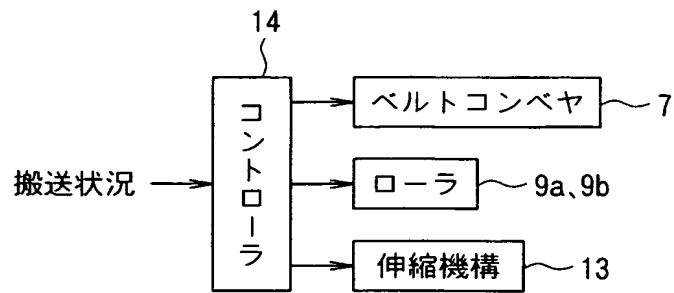 14
コントローラ
搬送状況
ベルトコンベヤ 7
ローラ 9a、9b
伸縮機構 13